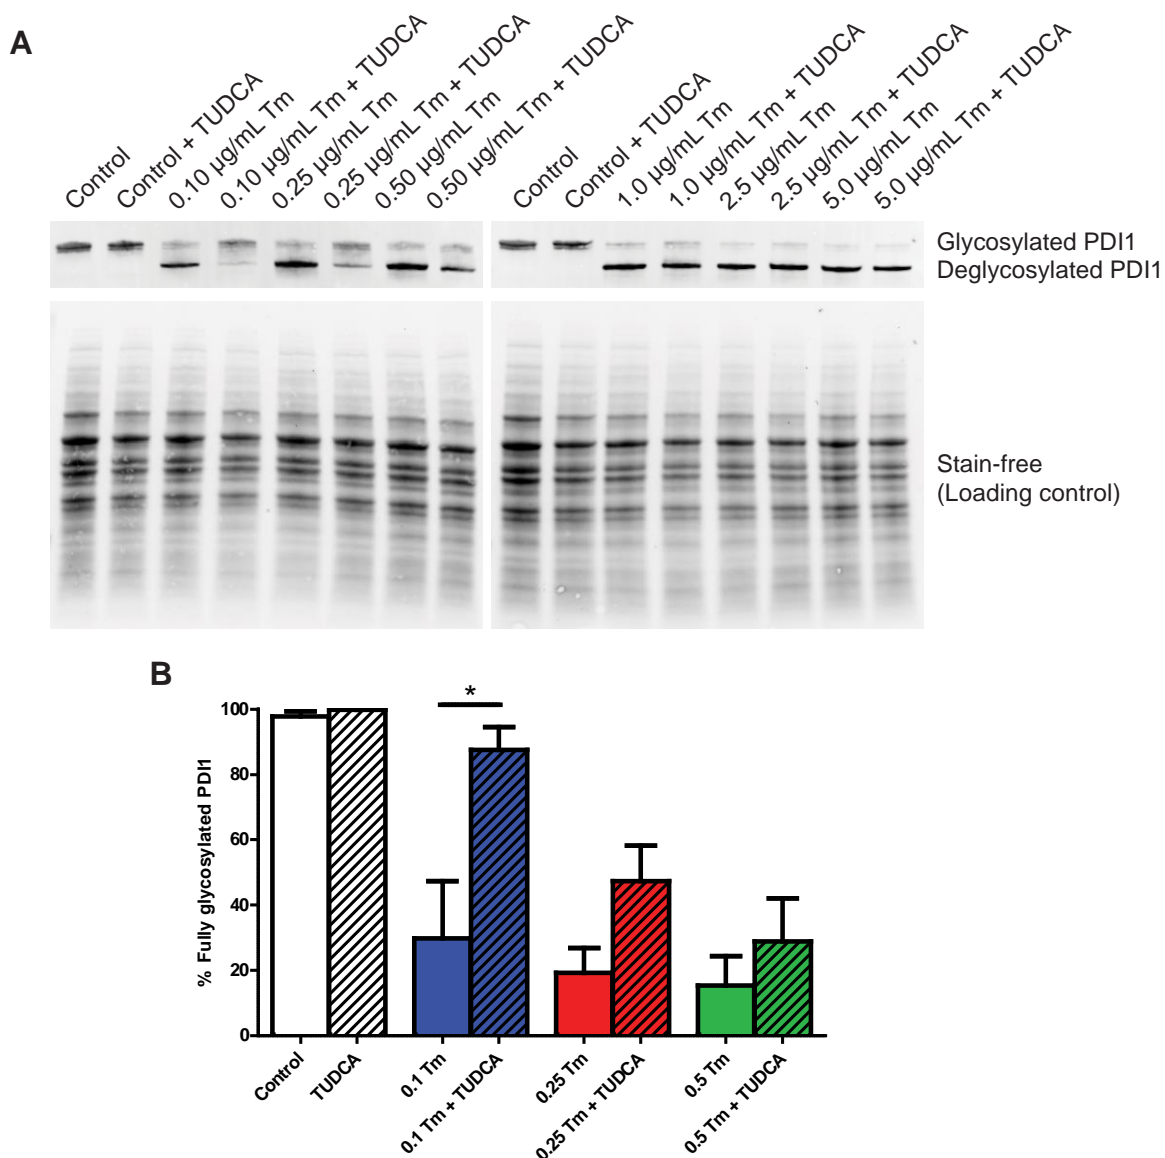 A
Control
Control + TUDCA
0.10 µg/mL Tm
0.10 µg/mL Tm + TUDCA
0.25 µg/mL Tm
0.25 µg/mL Tm + TUDCA
0.50 µg/mL Tm
0.50 µg/mL Tm + TUDCA
Control
Control + TUDCA
1.0 µg/mL Tm
1.0 µg/mL Tm + TUDCA
2.5 µg/mL Tm
2.5 µg/mL Tm + TUDCA
5.0 µg/mL Tm
5.0 µg/mL Tm + TUDCA
Glycosylated PDI1
Deglycosylated PDI1
Stain-free
(Loading control)
B
% Fully glycosylated PDI1
100
80
60
40
20
0
*
Control
TUDCA
0.1 Tm
0.1 Tm + TUDCA
0.25 Tm
0.25 Tm + TUDCA
0.5 Tm
0.5 Tm + TUDCA